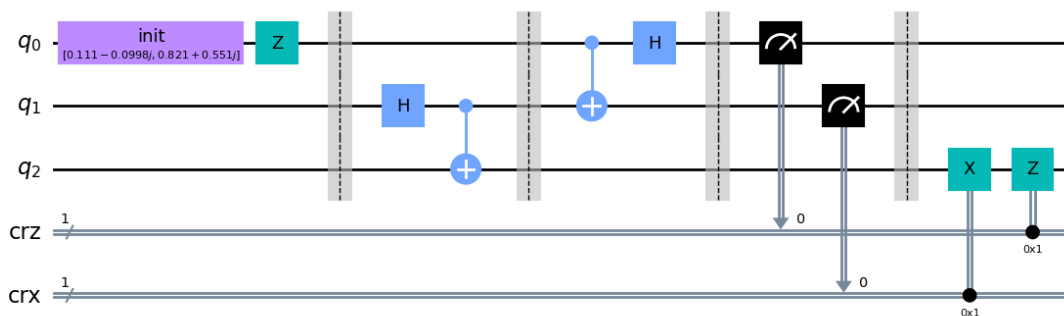 init
q0
[0.111−0.0998j, 0.821+0.551j]
Z
H
H
q1
q2
X
Z
crz
1
0
0x1
crx
1
0
0x1